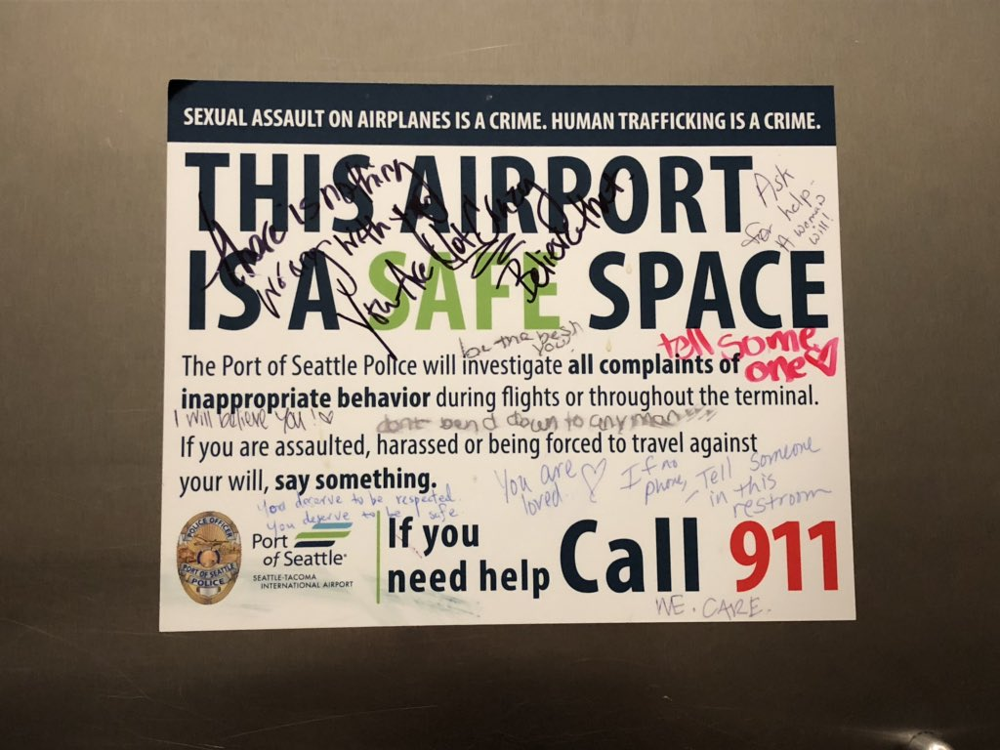 SEXUAL ASSAULT ON AIRPLANES IS A CRIME. HUMAN TRAFFICKING IS A CRIME.
THIS AIRPORT
IS A SAFE SPACE
There is nothing
wrong with you
You Are Not Crazy
Believe that.
Ask
for help-
A woman
will!
be the best
you!
tell some
one
The Port of Seattle Police will investigate all complaints of
inappropriate behavior during flights or throughout the terminal.
I will believe you!
dont bend down to any man
If you are assaulted, harassed or being forced to travel against
your will, say something.
You are
loved.
If no
phone,
Tell someone
in this
restroom
You deserve to be respected.
You deserve to be safe.
POLICE OFFICER
PORT OF SEATTLE
POLICE
Port
of Seattle
SEATTLE-TACOMA
INTERNATIONAL AIRPORT
If you
need help
Call 911
WE. CARE.